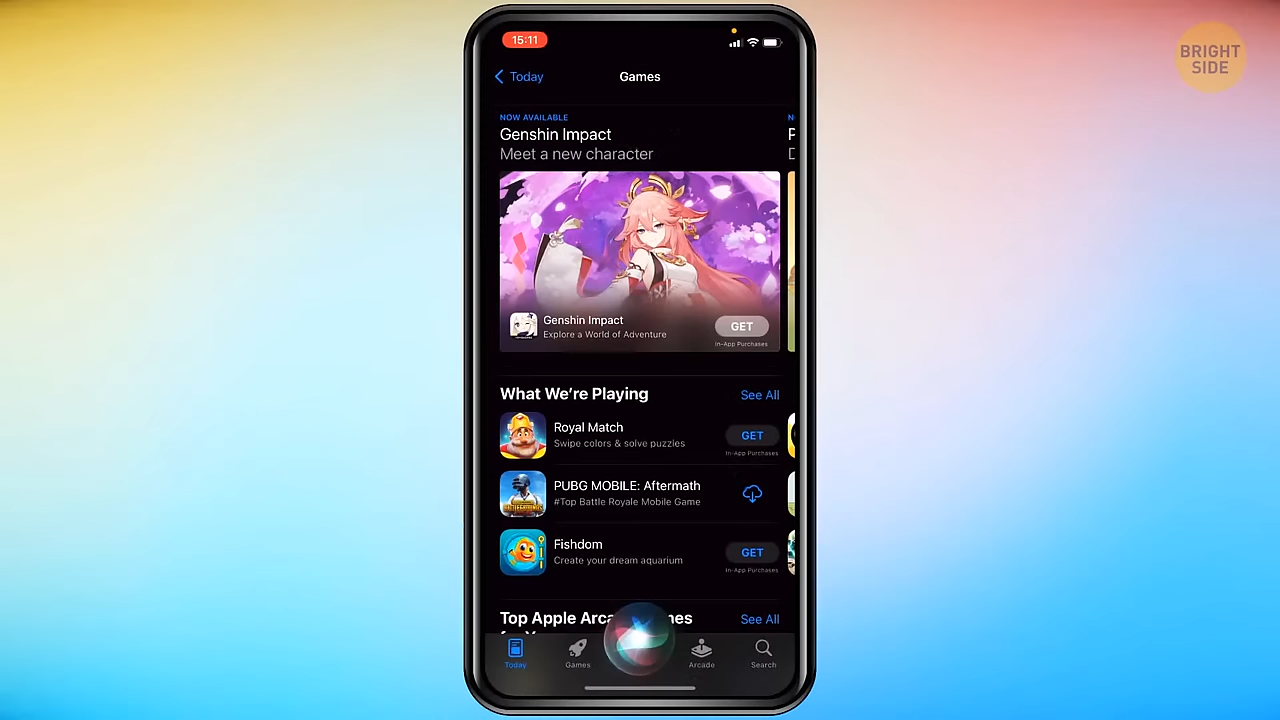 15:11
BRIGHT
SIDE
Today
Games
NOW AVAILABLE
Genshin Impact
Meet a new character
Genshin Impact
Explore a World of Adventure
GET
In-App Purchases
What We're Playing
See All
Royal Match
Swipe colors & solve puzzles
GET
In-App Purchases
PUBG MOBILE: Aftermath
#Top Battle Royale Mobile Game
Fishdom
Create your dream aquarium
GET
In-App Purchases
Top Apple
See All
Today
Games
Arcade
Search